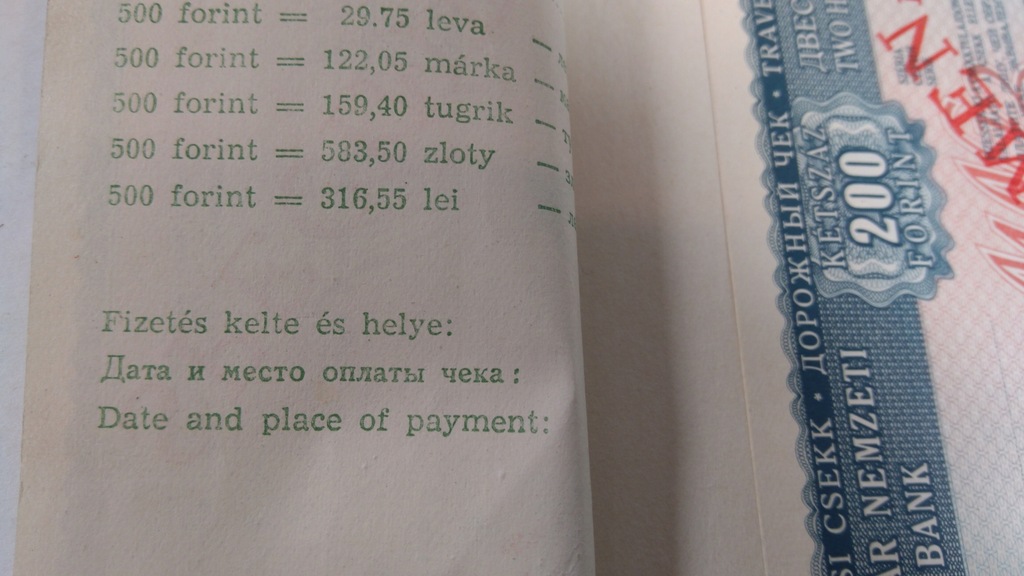 500 forint = 29.75 leva
500 forint = 122,05 márka
500 forint = 159,40 tugrik
500 forint = 583,50 zloty
500 forint = 316,55 lei
Fizetés kelte és helye:
Дата и место оплаты чека:
Date and place of payment:
CSEKK * ДОРОЖНЫЙ ЧЕК *
KETSZAZ
200
FORINT
NEMZETI
BANK